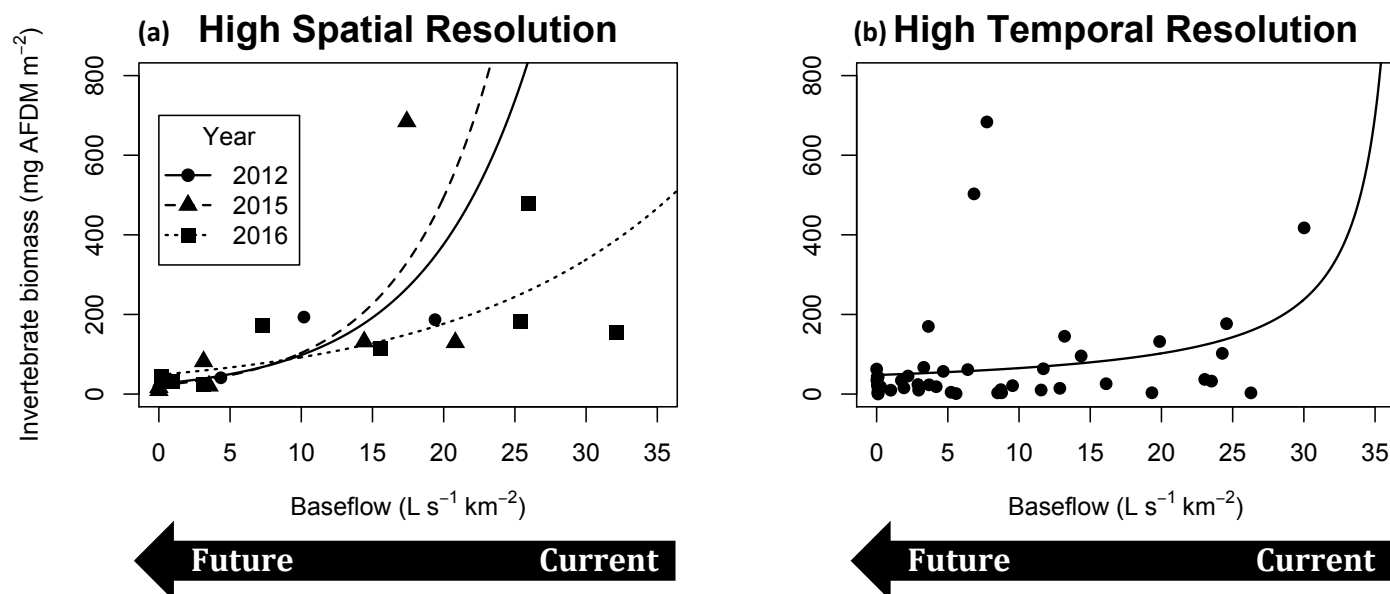 (a) High Spatial Resolution
Invertebrate biomass (mg AFDM m⁻²)
800
600
400
200
0
Year
2012
2015
2016
0 5 10 15 20 25 30 35
Baseflow (L s⁻¹ km⁻²)
Future Current
(b) High Temporal Resolution
800
600
400
200
0
0 5 10 15 20 25 30 35
Baseflow (L s⁻¹ km⁻²)
Future Current